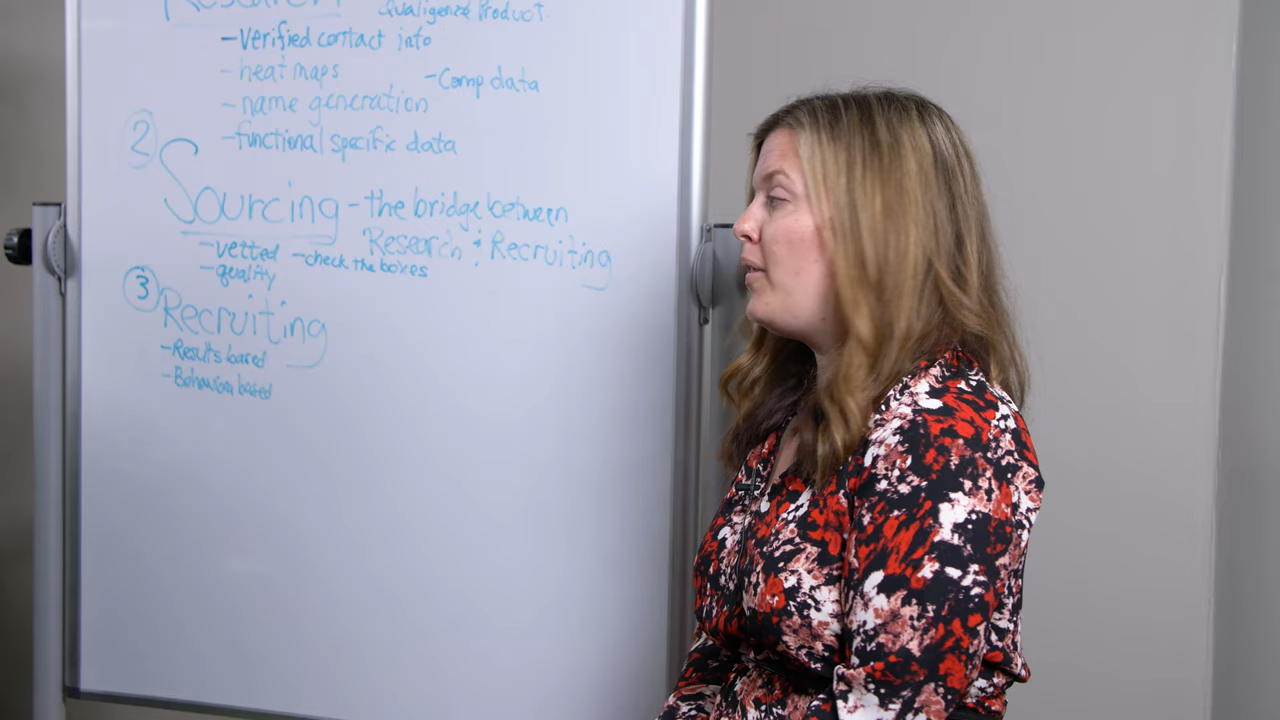 Research Product
-Verified contact info
-heat maps -Comp data
-name generation
-functional specific data
2 Sourcing - the bridge between
Research & Recruiting
-vetted -check the boxes
-quality
3 Recruiting
-Results based
-Behavior based